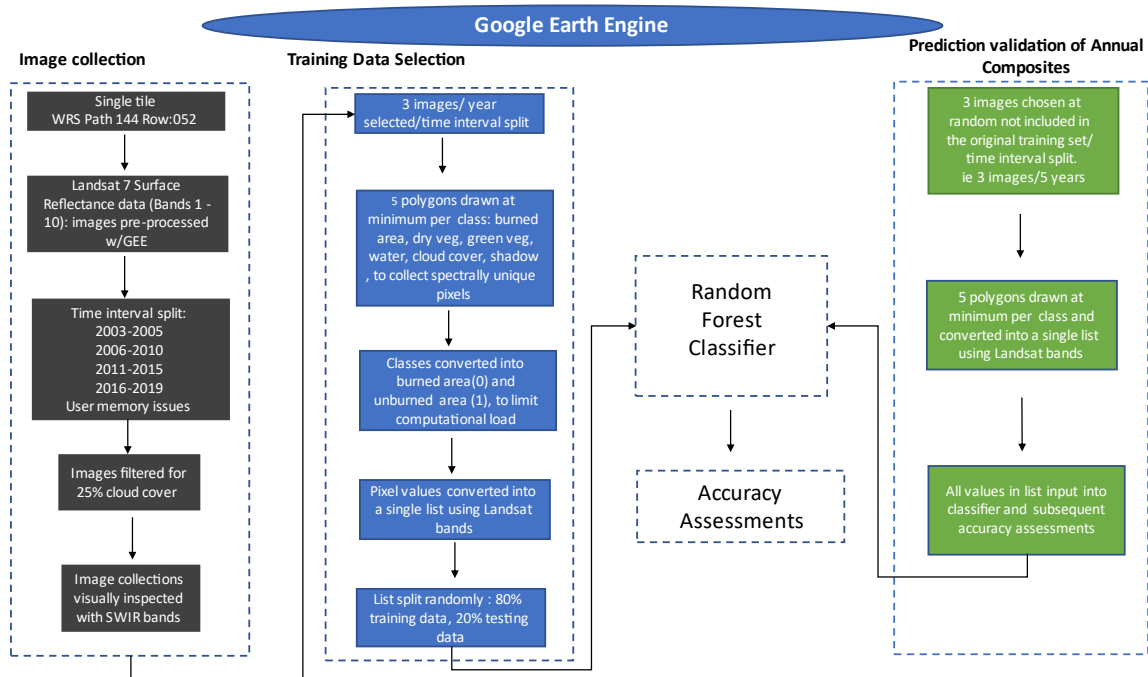 Google Earth Engine
Image collection
Single tile
WRS Path 144 Row:052
Landsat 7 Surface
Reflectance data (Bands 1 -
10): images pre-processed
w/GEE
Time interval split:
2003-2005
2006-2010
2011-2015
2016-2019
User memory issues
Images filtered for
25% cloud cover
Image collections
visually inspected
with SWIR bands
Training Data Selection
3 images/ year
selected/time interval split
5 polygons drawn at
minimum per class: burned
area, dry veg, green veg,
water, cloud cover, shadow
, to collect spectrally unique
pixels
Classes converted into
burned area(0) and
unburned area (1), to limit
computational load
Pixel values converted into
a single list using Landsat
bands
List split randomly : 80%
training data, 20% testing
data
Random
Forest
Classifier
Accuracy
Assessments
Prediction validation of Annual
Composites
3 images chosen at
random not included in
the original training set/
time interval split.
ie 3 images/5 years
5 polygons drawn at
minimum per class and
converted into a single list
using Landsat bands
All values in list input into
classifier and subsequent
accuracy assessments